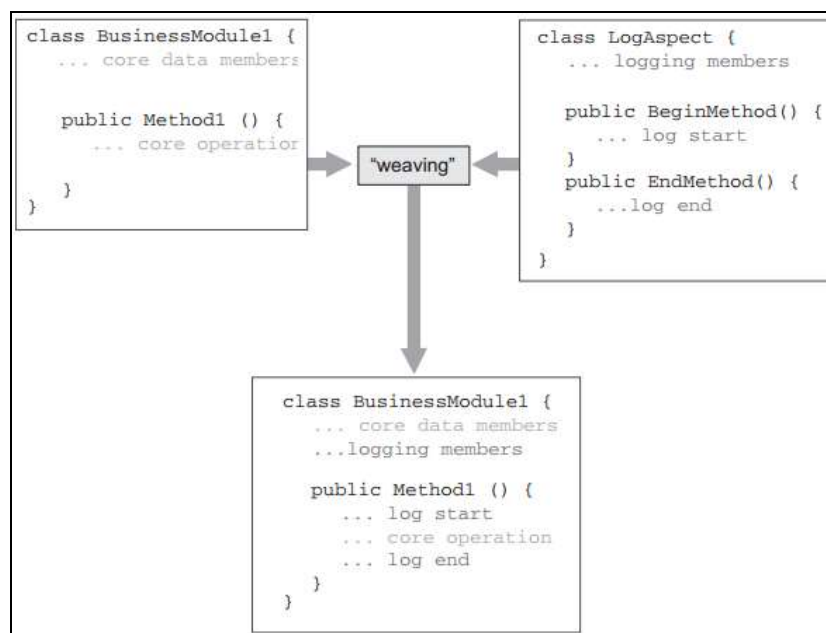 class BusinessModule1 {
... core data members
public Method1 () {
... core operation
}
}
class LogAspect {
... logging members
public BeginMethod() {
... log start
}
public EndMethod() {
...log end
}
}
“weaving”
class BusinessModule1 {
... core data members
...logging members
public Method1 () {
... log start
... core operation
... log end
}
}